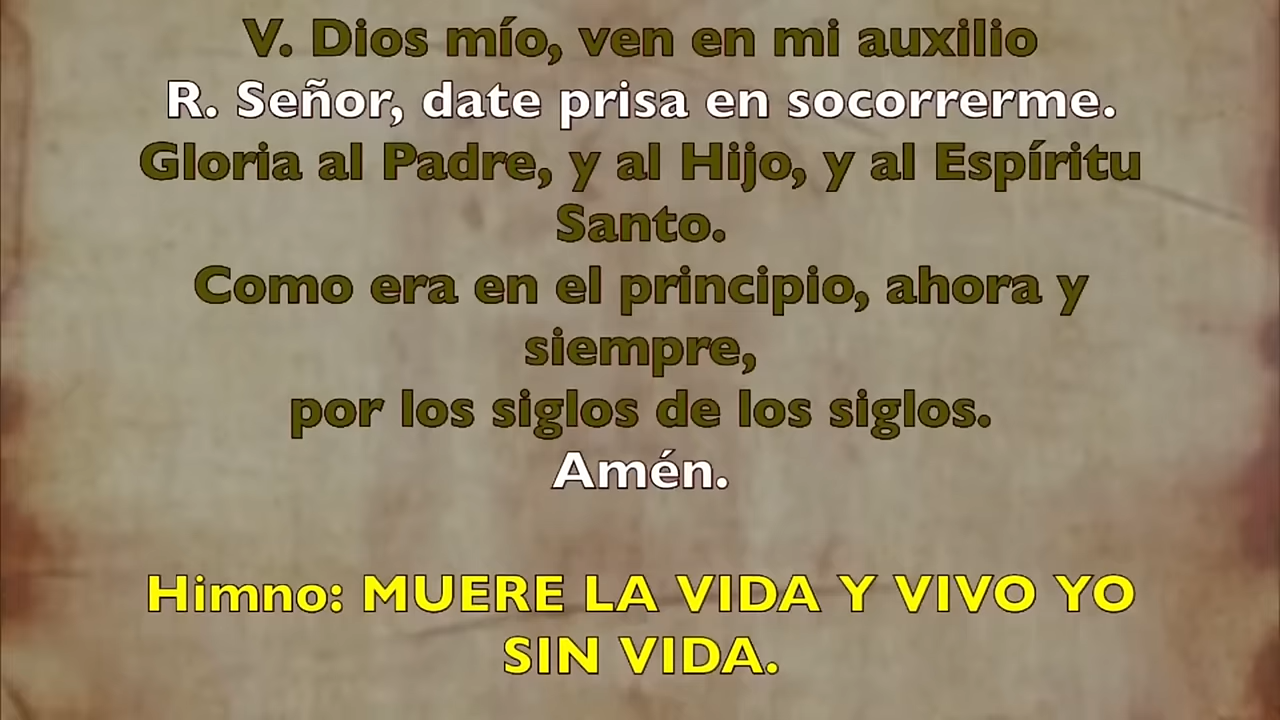 V. Dios mío, ven en mi auxilio
R. Señor, date prisa en socorrerme.
Gloria al Padre, y al Hijo, y al Espíritu
Santo.
Como era en el principio, ahora y
siempre,
por los siglos de los siglos.
Amén.
Himno: MUERE LA VIDA Y VIVO YO
SIN VIDA.